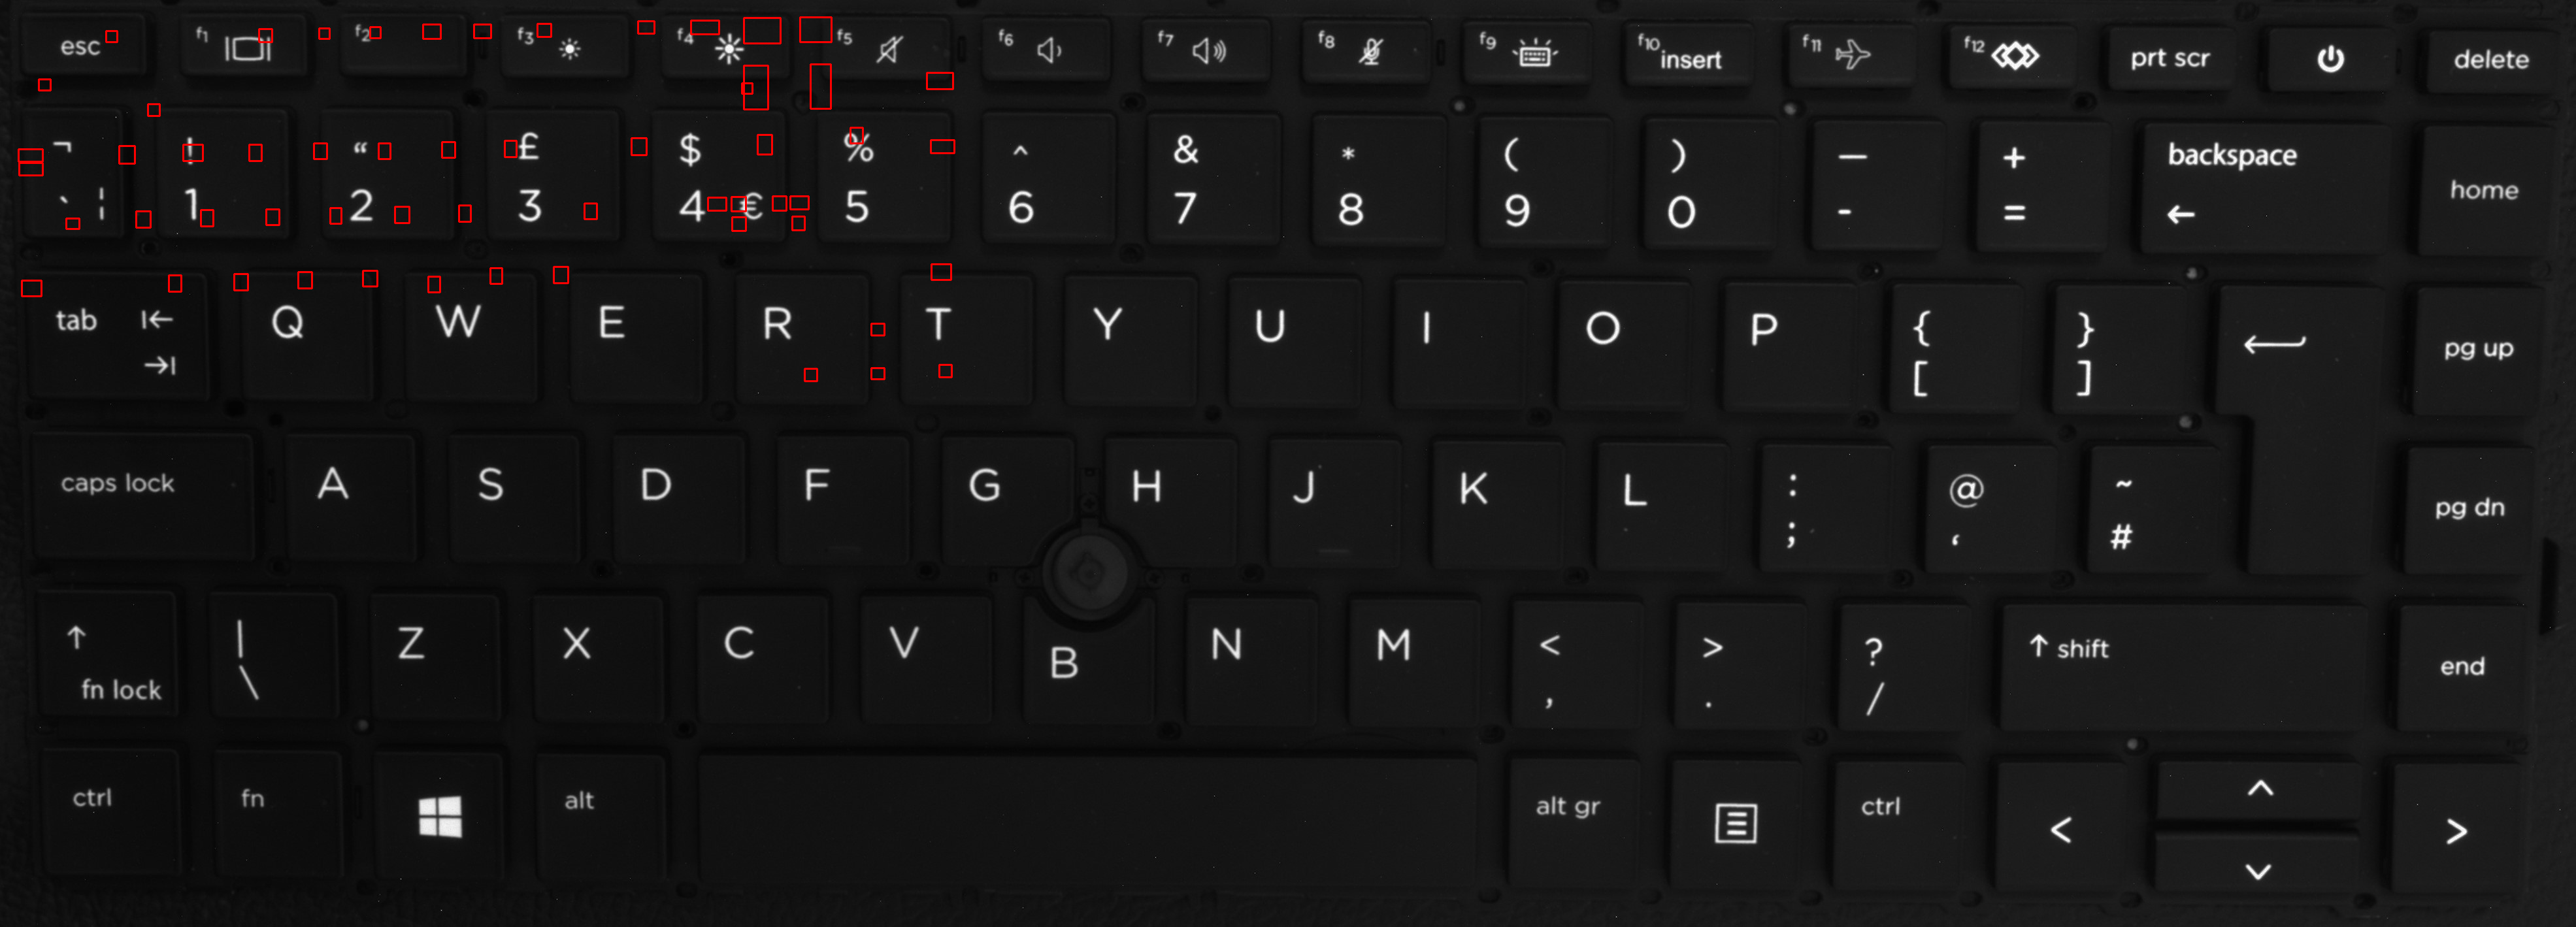 esc f1 f2 f3 f4 f5 f6 f7 f8 f9 f10 insert f11 f12 prt scr delete
¬ ! “ £ $ % ^ & * ( ) — + backspace home
` ¦ 1 2 3 4 € 5 6 7 8 9 0 - = ←
tab Q W E R T Y U I O P { } pg up
[ ]
caps lock A S D F G H J K L : @ ~ pg dn
; ‘ #
↑ | Z X C V B N M < > ? ↑ shift end
fn lock \ , . /
ctrl fn alt alt gr ctrl < ^ >